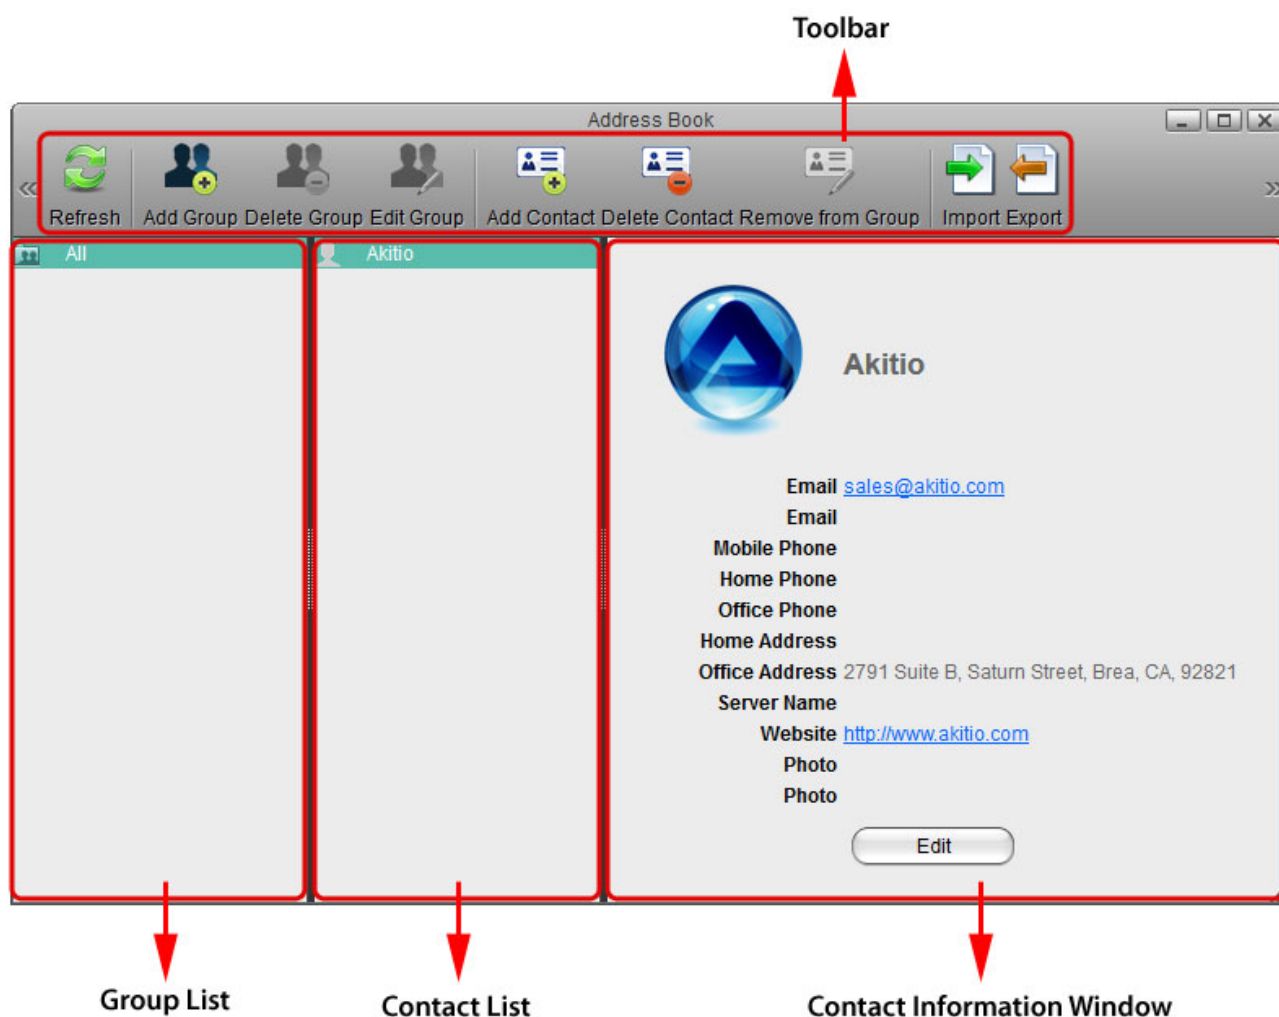 Toolbar
Address Book
Refresh Add Group Delete Group Edit Group Add Contact Delete Contact Remove from Group Import Export
All
Akitio
Akitio
Email sales@akitio.com
Email
Mobile Phone
Home Phone
Office Phone
Home Address
Office Address 2791 Suite B, Saturn Street, Brea, CA, 92821
Server Name
Website http://www.akitio.com
Photo
Photo
Edit
Group List
Contact List
Contact Information Window